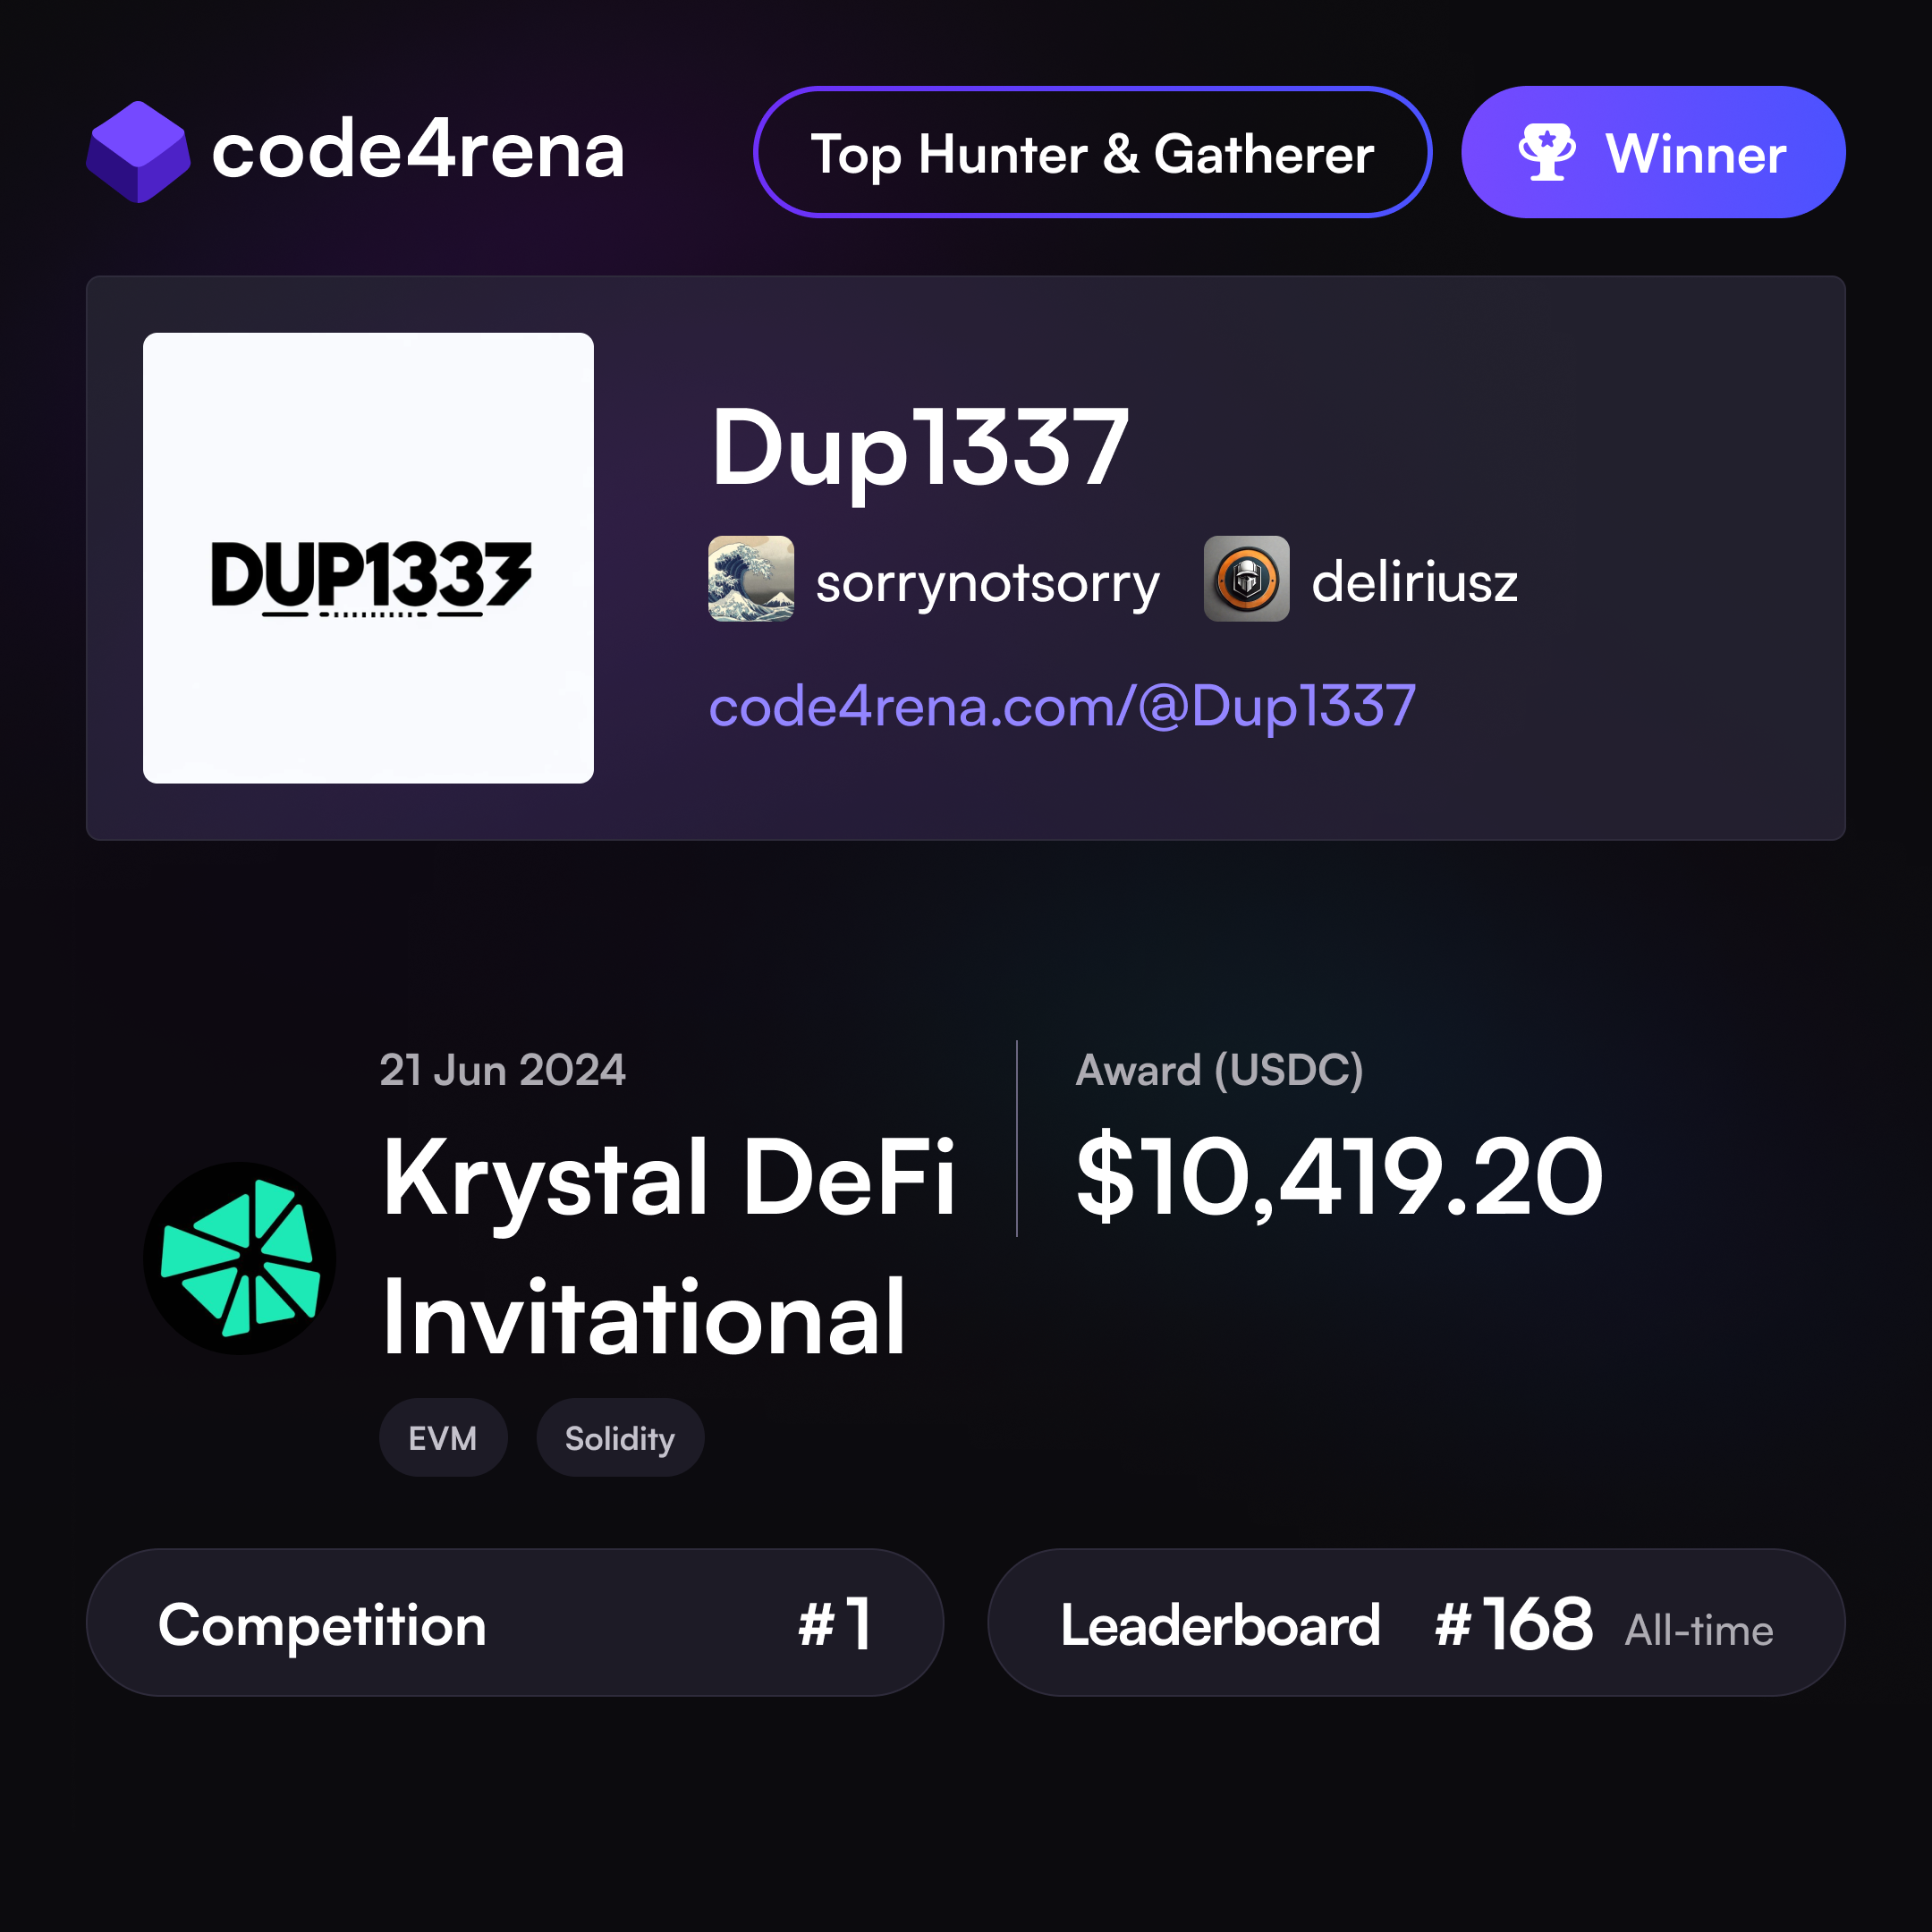 code4rena
Top Hunter & Gatherer
Winner
DUP1337
Dup1337
sorrynotsorry
deliriusz
code4rena.com/@Dup1337
21 Jun 2024
Krystal DeFi
Invitational
EVM
Solidity
Award (USDC)
$10,419.20
Competition
#1
Leaderboard
#168
All-time